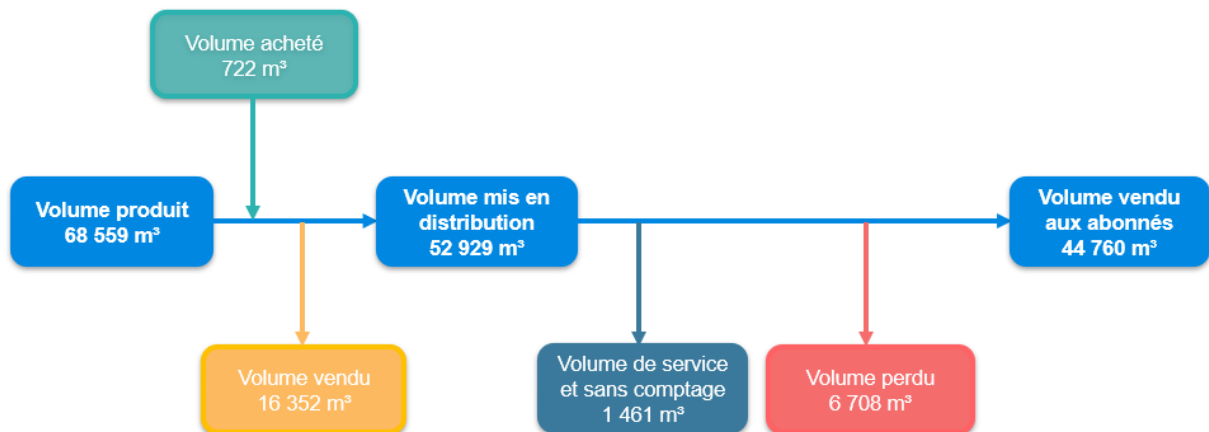 Volume acheté
722 m³
Volume produit
68 559 m³
Volume mis en
distribution
52 929 m³
Volume vendu
aux abonnés
44 760 m³
Volume vendu
16 352 m³
Volume de service
et sans comptage
1 461 m³
Volume perdu
6 708 m³